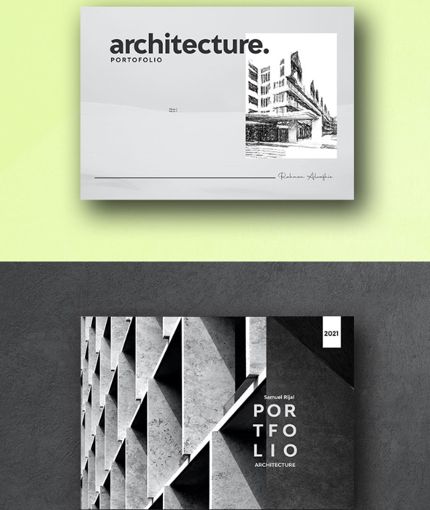 architecture.
PORTOFOLIO
2021
Samuel Rijal
POR
TFO
LIO
ARCHITECTURE